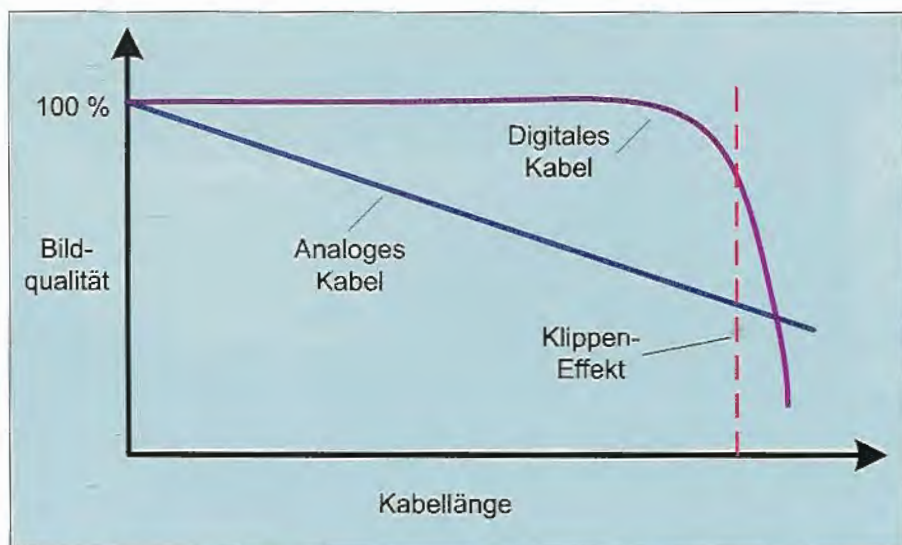 100 %
Digitales
Kabel
Analoges
Kabel
Bild-
qualität
Klippen-
Effekt
Kabellänge